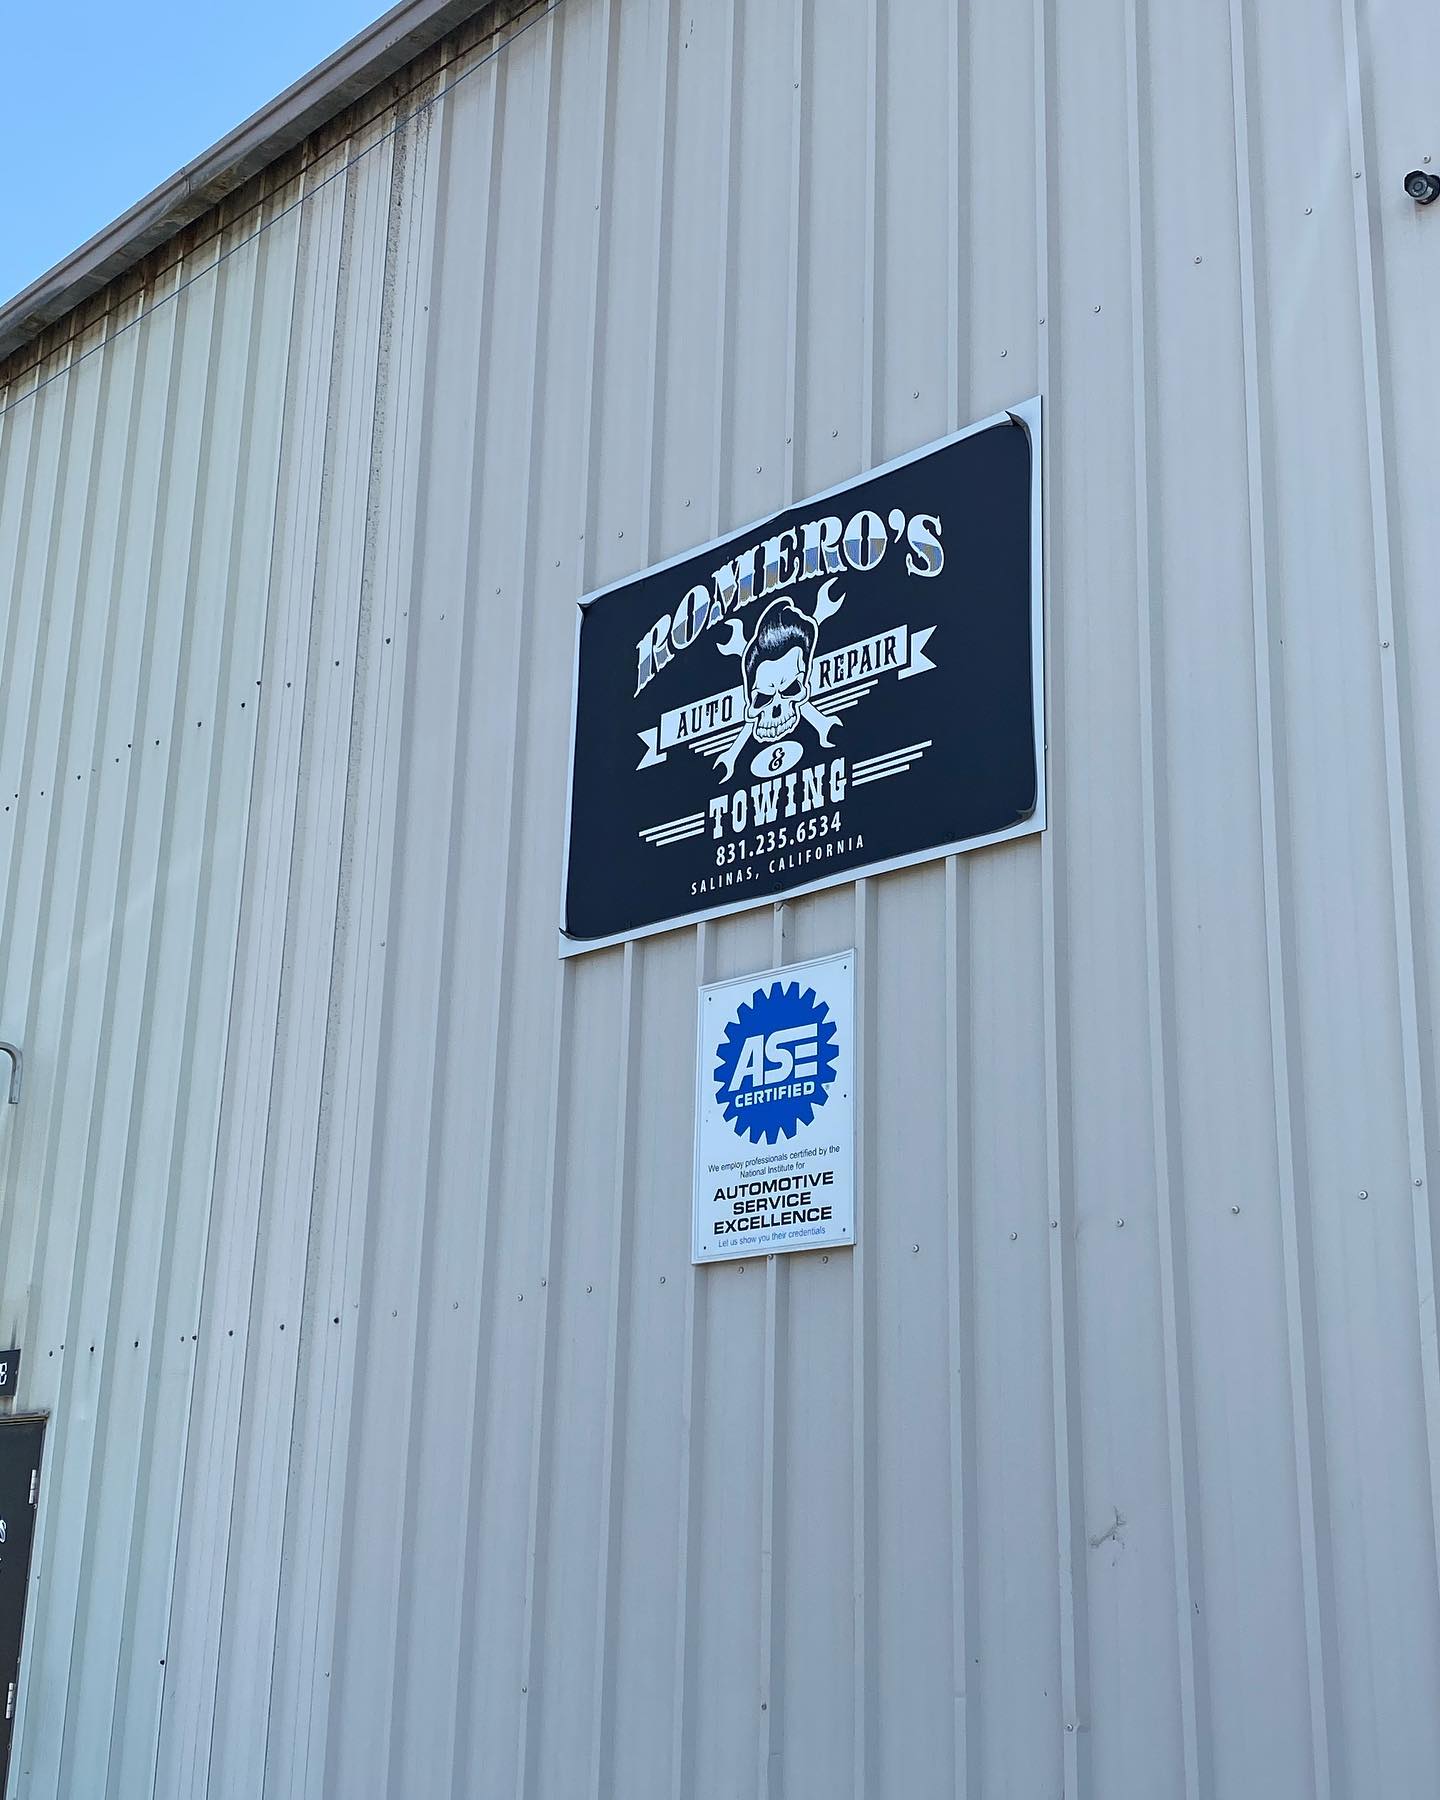 ROMERO'S
AUTO REPAIR
&
TOWING
831.235.6534
SALINAS, CALIFORNIA
ASE
CERTIFIED
We employ professionals certified by the
National Institute for
AUTOMOTIVE
SERVICE
EXCELLENCE
Let us show you their credentials
E